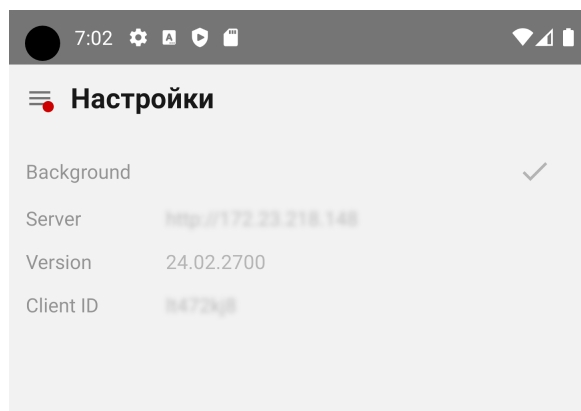 7:02
Настройки
Background
Server
Version 24.02.2700
Client ID